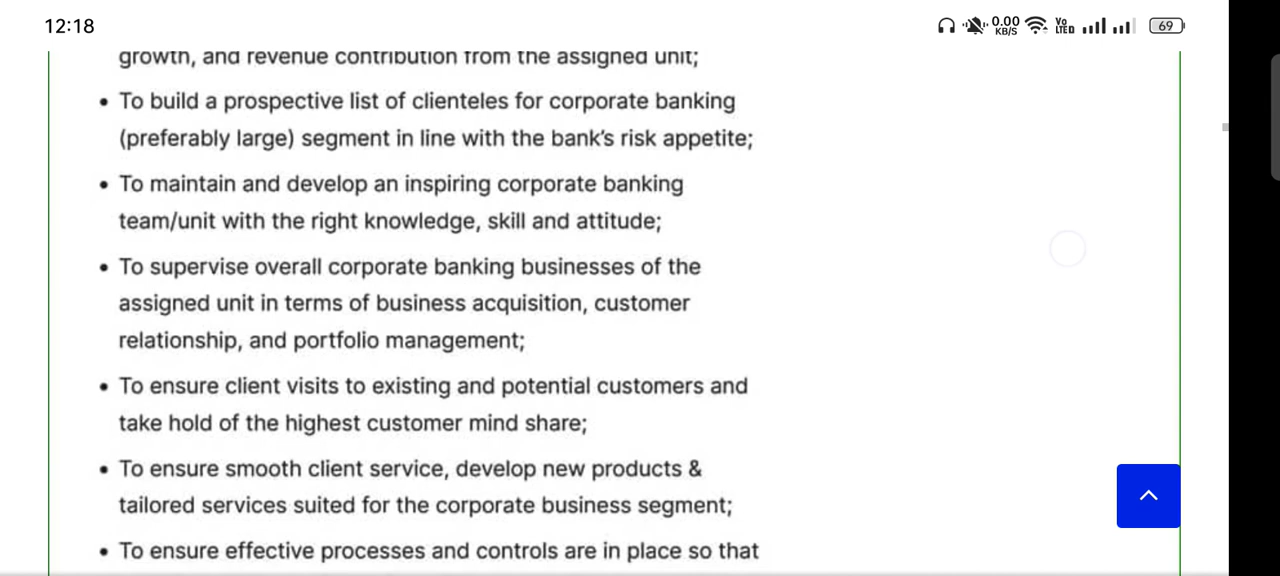 12:18
0.00
KB/S
Vo
LTE
69
growth, and revenue contribution from the assigned unit;
• To build a prospective list of clienteles for corporate banking
(preferably large) segment in line with the bank's risk appetite;
• To maintain and develop an inspiring corporate banking
team/unit with the right knowledge, skill and attitude;
• To supervise overall corporate banking businesses of the
assigned unit in terms of business acquisition, customer
relationship, and portfolio management;
• To ensure client visits to existing and potential customers and
take hold of the highest customer mind share;
• To ensure smooth client service, develop new products &
tailored services suited for the corporate business segment;
• To ensure effective processes and controls are in place so that